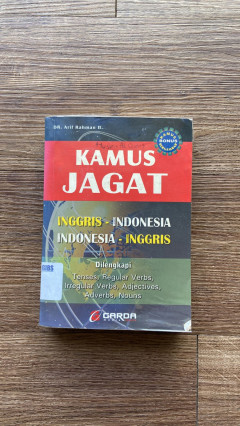 DR. Arif Rahman H.
KAMUS
JAGAT
INGGRIS - INDONESIA
INDONESIA - INGGRIS
Dilengkapi
Tenses, Regular Verbs,
Irregular Verbs, Adjectives,
Adverbs, Nouns
GARDA